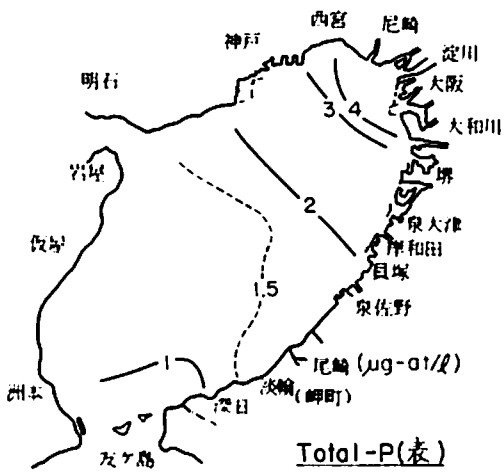 西宮
尼崎
神戸
淀川
大阪
明石
3
4
大和川
岩屋
堺
2
泉大津
岸和田
仮屋
貝塚
1.5
泉佐野
尾崎 (μg-at/ℓ)
1
淡輪
(岬町)
洲本
深日
友ヶ島
Total-P(表)